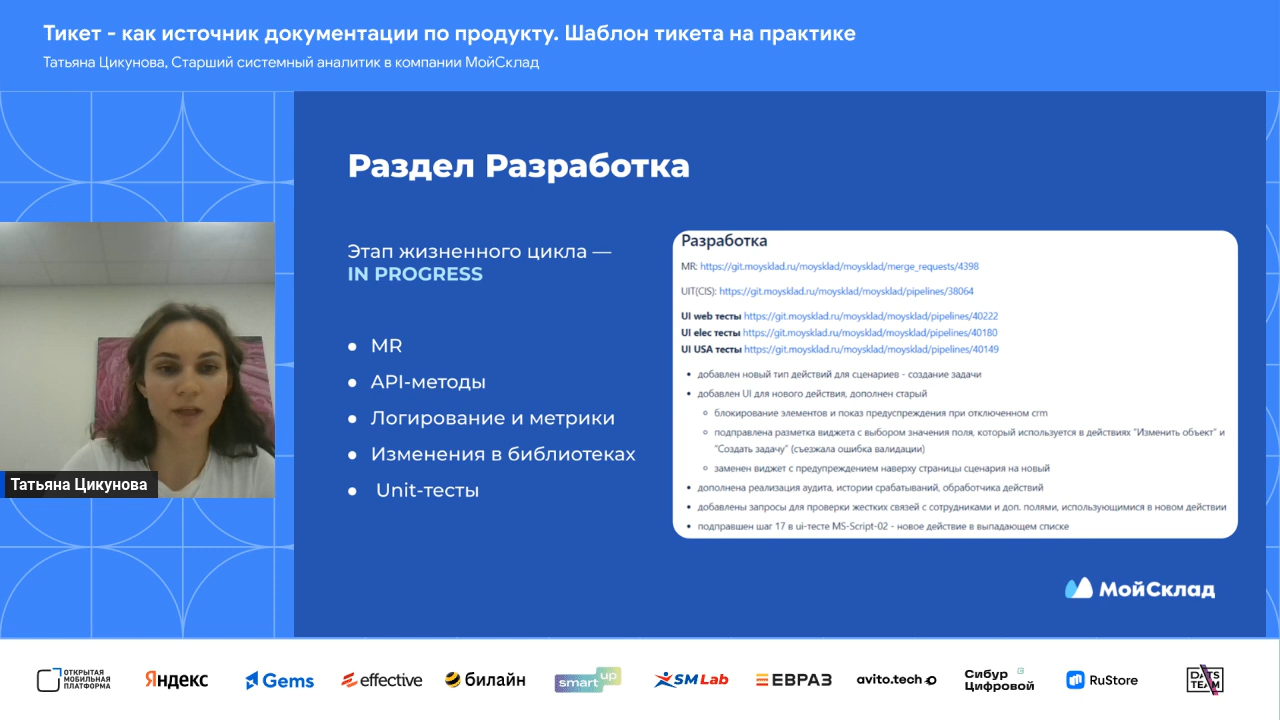 Тикет - как источник документации по продукту. Шаблон тикета на практике
Татьяна Цикунова, Старший системный аналитик в компании МойСклад
Раздел Разработка
Этап жизненного цикла —
IN PROGRESS
● MR
● API-методы
● Логирование и метрики
● Изменения в библиотеках
● Unit-тесты
Разработка
MR: https://git.moysklad.ru/moysklad/moysklad/merge_requests/4398
UIT(CIS): https://git.moysklad.ru/moysklad/moysklad/pipelines/38064
UI web тесты https://git.moysklad.ru/moysklad/moysklad/pipelines/40222
UI elec тесты https://git.moysklad.ru/moysklad/moysklad/pipelines/40180
UI USA тесты https://git.moysklad.ru/moysklad/moysklad/pipelines/40149
• добавлен новый тип действий для сценариев - создание задачи
• добавлен UI для нового действия, дополнен старый
◦ блокирование элементов и показ предупреждения при отключенном crm
◦ подправлена разметка виджета с выбором значения поля, который используется в действиях "Изменить объект" и
"Создать задачу" (съезжала ошибка валидации)
◦ заменен виджет с предупреждением наверху страницы сценария на новый
• дополнена реализация аудита, истории срабатываний, обработчика действий
• добавлены запросы для проверки жестких связей с сотрудниками и доп. полями, использующимися в новом действии
• подправшен шаг 17 в ui-тесте MS-Script-02 - новое действие в выпадающем списке
МойСклад
Татьяна Цикунова
ОТКРЫТАЯ
МОБИЛЬНАЯ
ПЛАТФОРМА
Яндекс
Gems
effective
билайн
smart up
SM Lab
ЕВРАЗ
avito.tech
Сибур
Цифровой
RuStore
DATS
TEAM